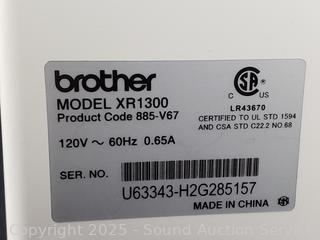 brother
MODEL XR1300
Product Code 885-V67
120V ~ 60Hz 0.65A
C US
LR43670
CERTIFIED TO UL STD 1594
AND CSA STD C22.2 NO.68
SER. NO.
U63343-H2G285157
MADE IN CHINA
Copyright 2025 - Sound Auction Service